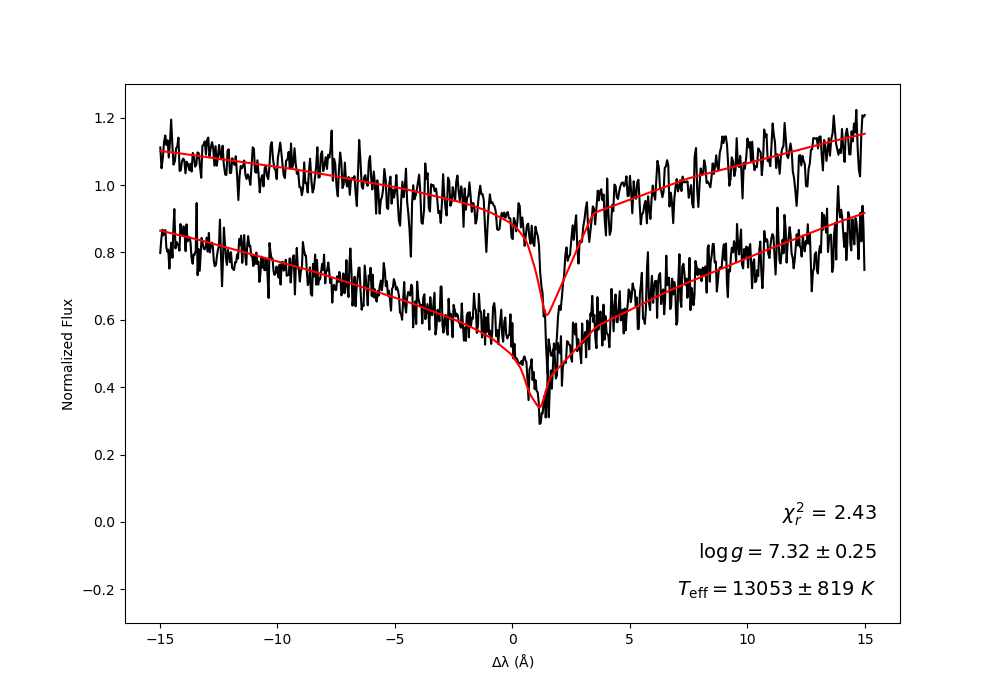 1.2
1.0
0.8
0.6
0.4
0.2
0.0
−0.2
Normalized Flux
χ²ᵣ = 2.43
log g = 7.32 ± 0.25
T_eff = 13053 ± 819 K
−15 −10 −5 0 5 10 15
Δλ (Å)